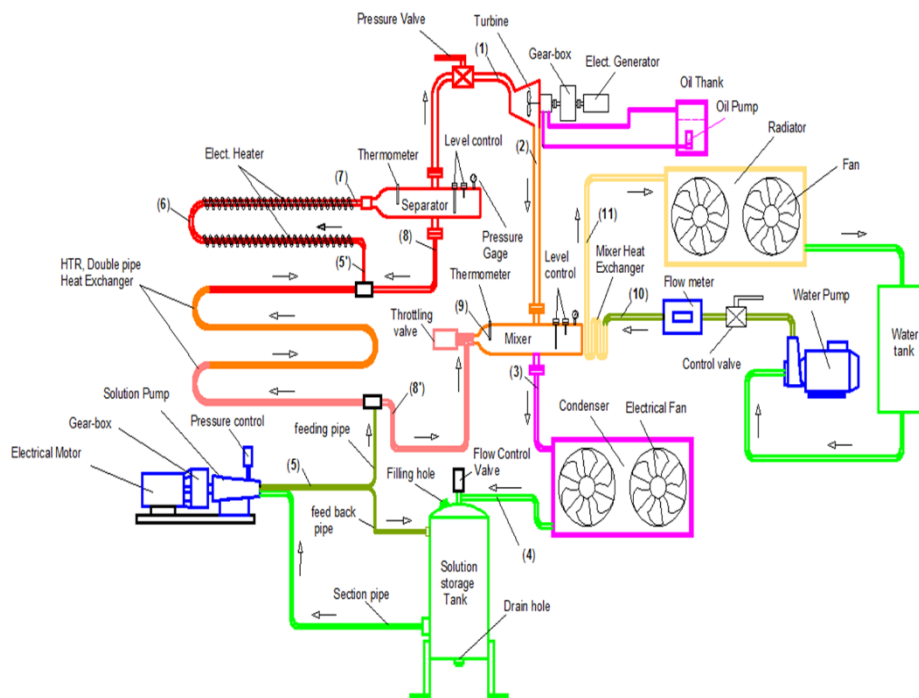 Pressure Valve
Turbine
(1)
Gear-box
Elect. Generator
Oil Thank
Oil Pump
Radiator
Fan
Elect. Heater
Thermometer
Level control
(2)
(7)
(6)
Separator
(8)
Pressure
Gage
(11)
(5')
HTR, Double pipe
Heat Exchanger
Thermometer
Level
control
Mixer Heat
Exchanger
(10)
Flow meter
Water Pump
Throttling
valve
(9)
Mixer
Control valve
Water
tank
(3)
Solution Pump
Pressure control
Gear-box
Electrical Motor
(8')
feeding pipe
(5)
feed back
pipe
Filling hole
Flow Control
Valve
Condenser
Electrical Fan
(4)
Solution
storage
Tank
Section pipe
Drain hole